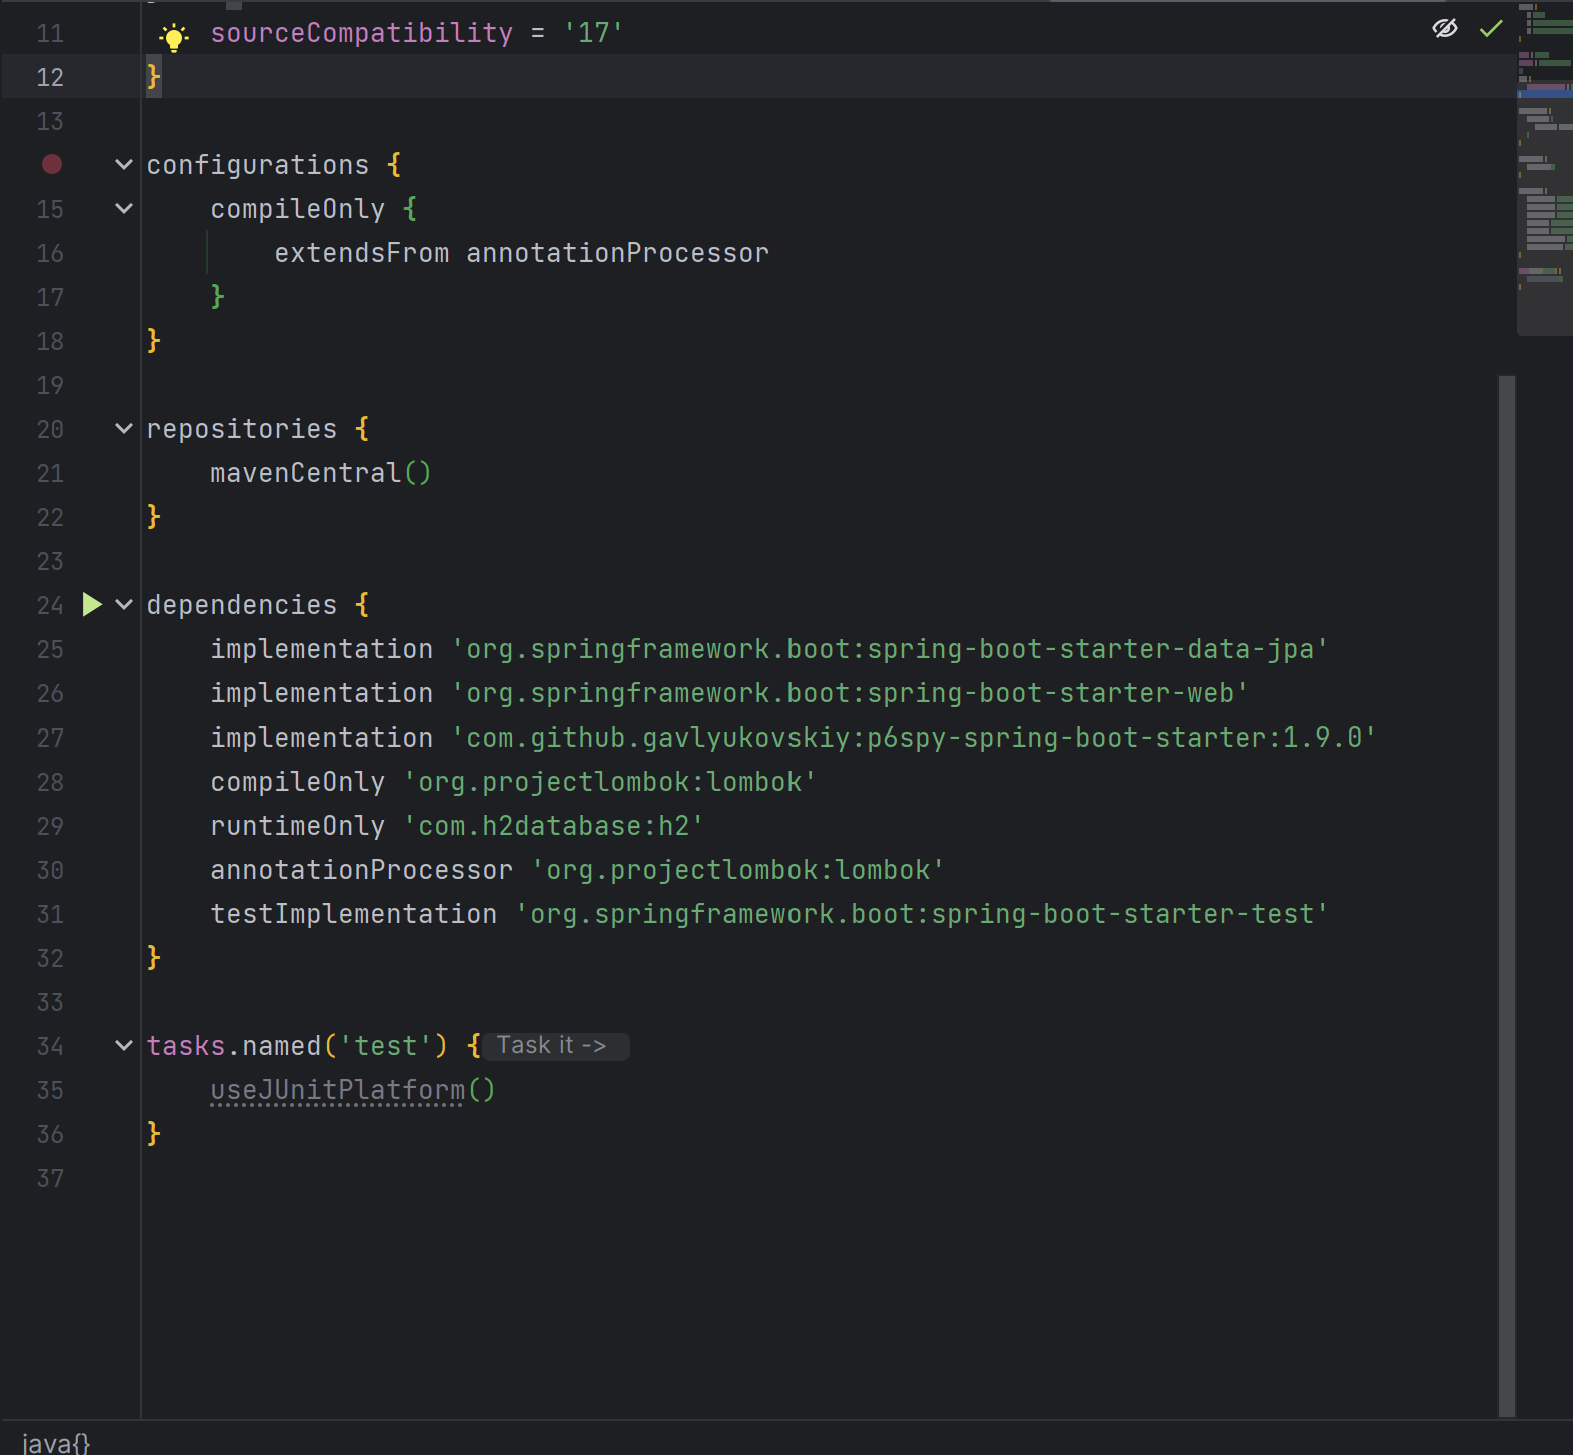 11 sourceCompatibility = '17'
12 }
13
configurations {
15 compileOnly {
16 extendsFrom annotationProcessor
17 }
18 }
19
20 repositories {
21 mavenCentral()
22 }
23
24 dependencies {
25 implementation 'org.springframework.boot:spring-boot-starter-data-jpa'
26 implementation 'org.springframework.boot:spring-boot-starter-web'
27 implementation 'com.github.gavlyukovskiy:p6spy-spring-boot-starter:1.9.0'
28 compileOnly 'org.projectlombok:lombok'
29 runtimeOnly 'com.h2database:h2'
30 annotationProcessor 'org.projectlombok:lombok'
31 testImplementation 'org.springframework.boot:spring-boot-starter-test'
32 }
33
34 tasks.named('test') { Task it ->
35 useJUnitPlatform()
36 }
37
java{}